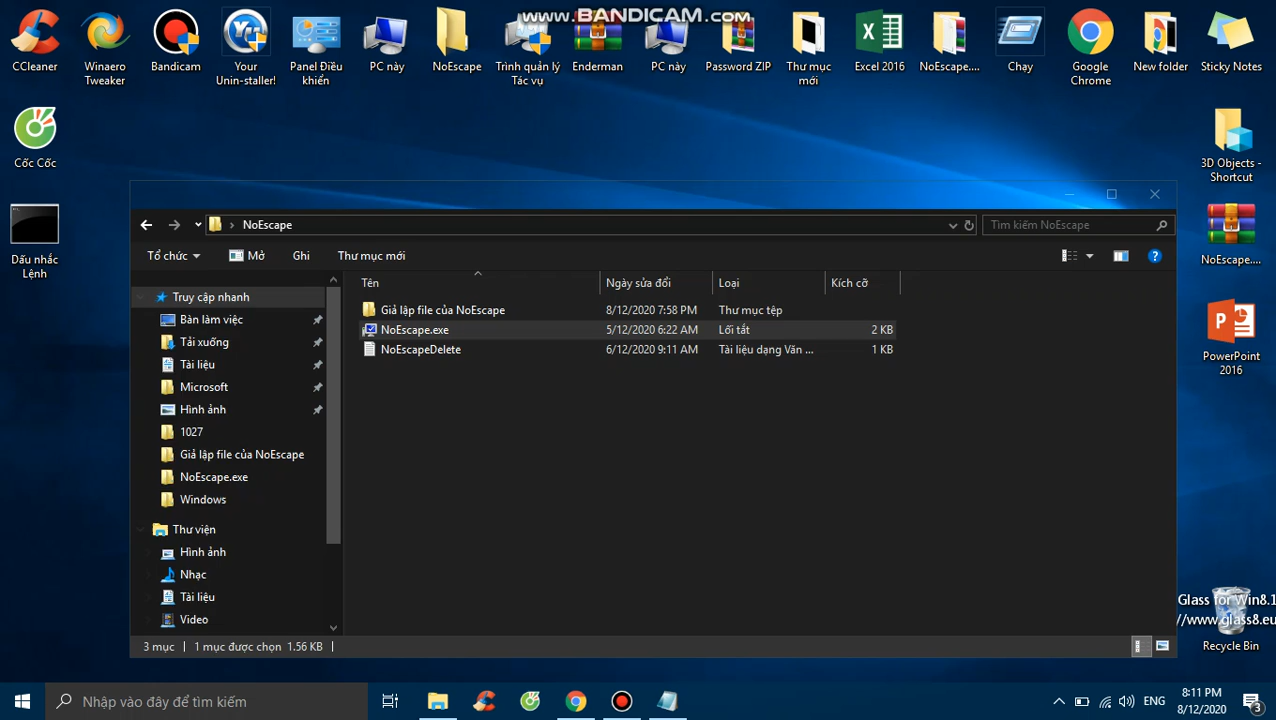 www.BANDICAM.com
CCleaner
Winaero Tweaker
Bandicam
Your Unin-staller!
Panel Điều khiển
PC này
NoEscape
Trình quản lý Tác vụ
Enderman
PC này
Password ZIP
Thư mục mới
Excel 2016
NoEscape....
Chạy
Google Chrome
New folder
Sticky Notes
Cốc Cốc
3D Objects - Shortcut
Dấu nhắc Lệnh
NoEscape....
PowerPoint 2016
NoEscape
Tìm kiếm NoEscape
Tổ chức
Mở
Ghi
Thư mục mới
Tên
Ngày sửa đổi
Loại
Kích cỡ
Giả lập file của NoEscape 8/12/2020 7:58 PM Thư mục tệp
NoEscape.exe 5/12/2020 6:22 AM Lối tắt 2 KB
NoEscapeDelete 6/12/2020 9:11 AM Tài liệu dạng Văn ... 1 KB
Truy cập nhanh
Bàn làm việc
Tải xuống
Tài liệu
Microsoft
Hình ảnh
1027
Giả lập file của NoEscape
NoEscape.exe
Windows
Thư viện
Hình ảnh
Nhạc
Tài liệu
Video
3 mục 1 mục được chọn 1.56 KB
Glass for Win8.1
//www.glass8.eu
Recycle Bin
Nhập vào đây để tìm kiếm
ENG
8:11 PM
8/12/2020
3